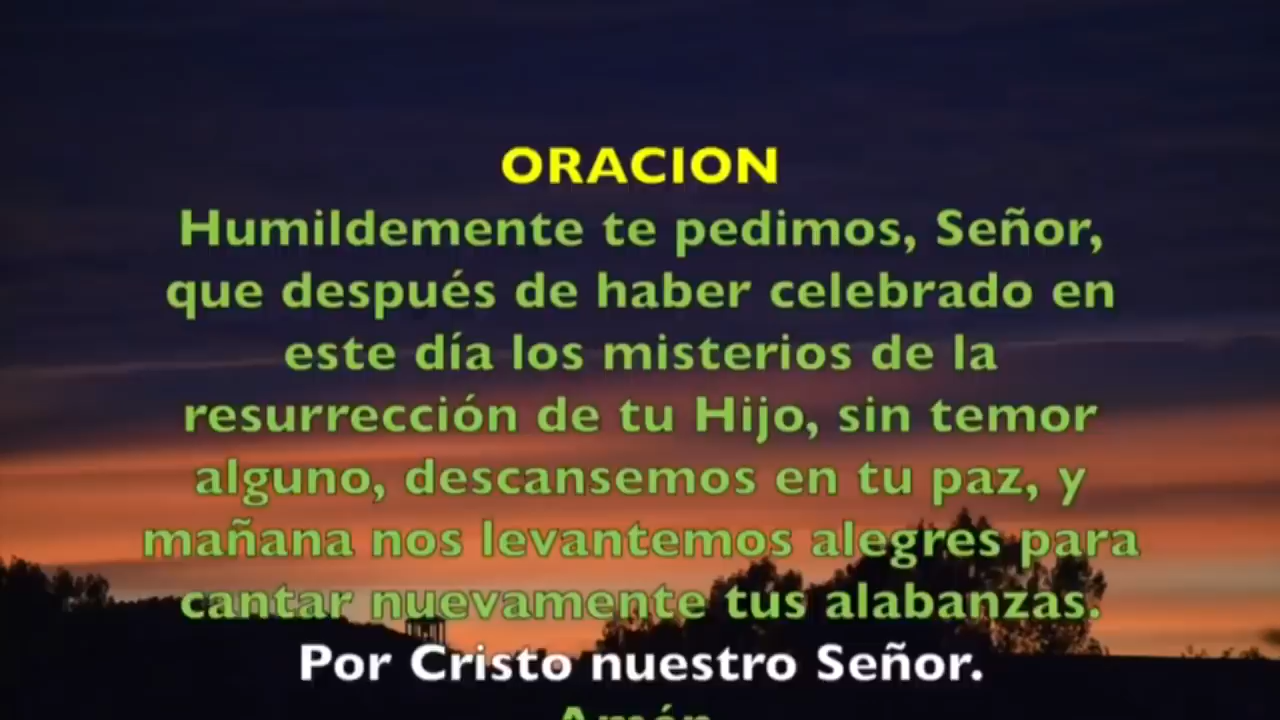 ORACION
Humildemente te pedimos, Señor,
que después de haber celebrado en
este día los misterios de la
resurrección de tu Hijo, sin temor
alguno, descansemos en tu paz, y
mañana nos levantemos alegres para
cantar nuevamente tus alabanzas.
Por Cristo nuestro Señor.
Amén